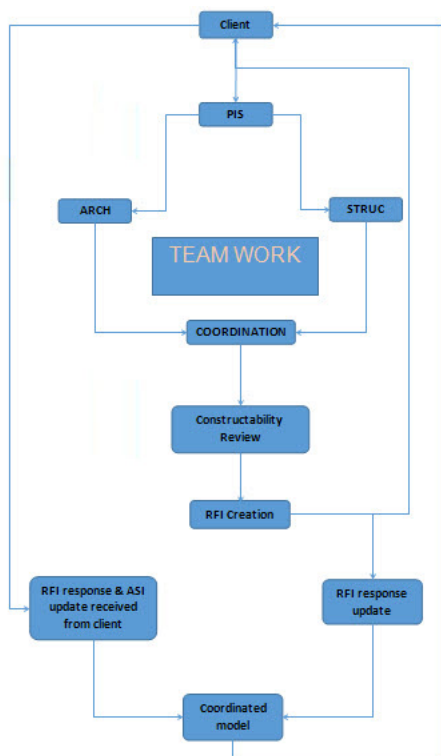 Client
PIS
ARCH
STRUC
TEAM WORK
COORDINATION
Constructability
Review
RFI Creation
RFI response & ASI
update received
from client
RFI response
update
Coordinated
model